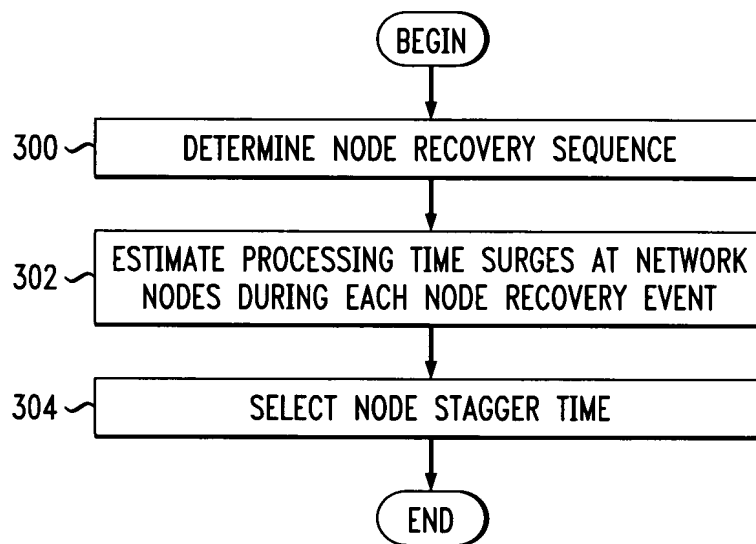 BEGIN
300
DETERMINE NODE RECOVERY SEQUENCE
302
ESTIMATE PROCESSING TIME SURGES AT NETWORK
NODES DURING EACH NODE RECOVERY EVENT
304
SELECT NODE STAGGER TIME
END